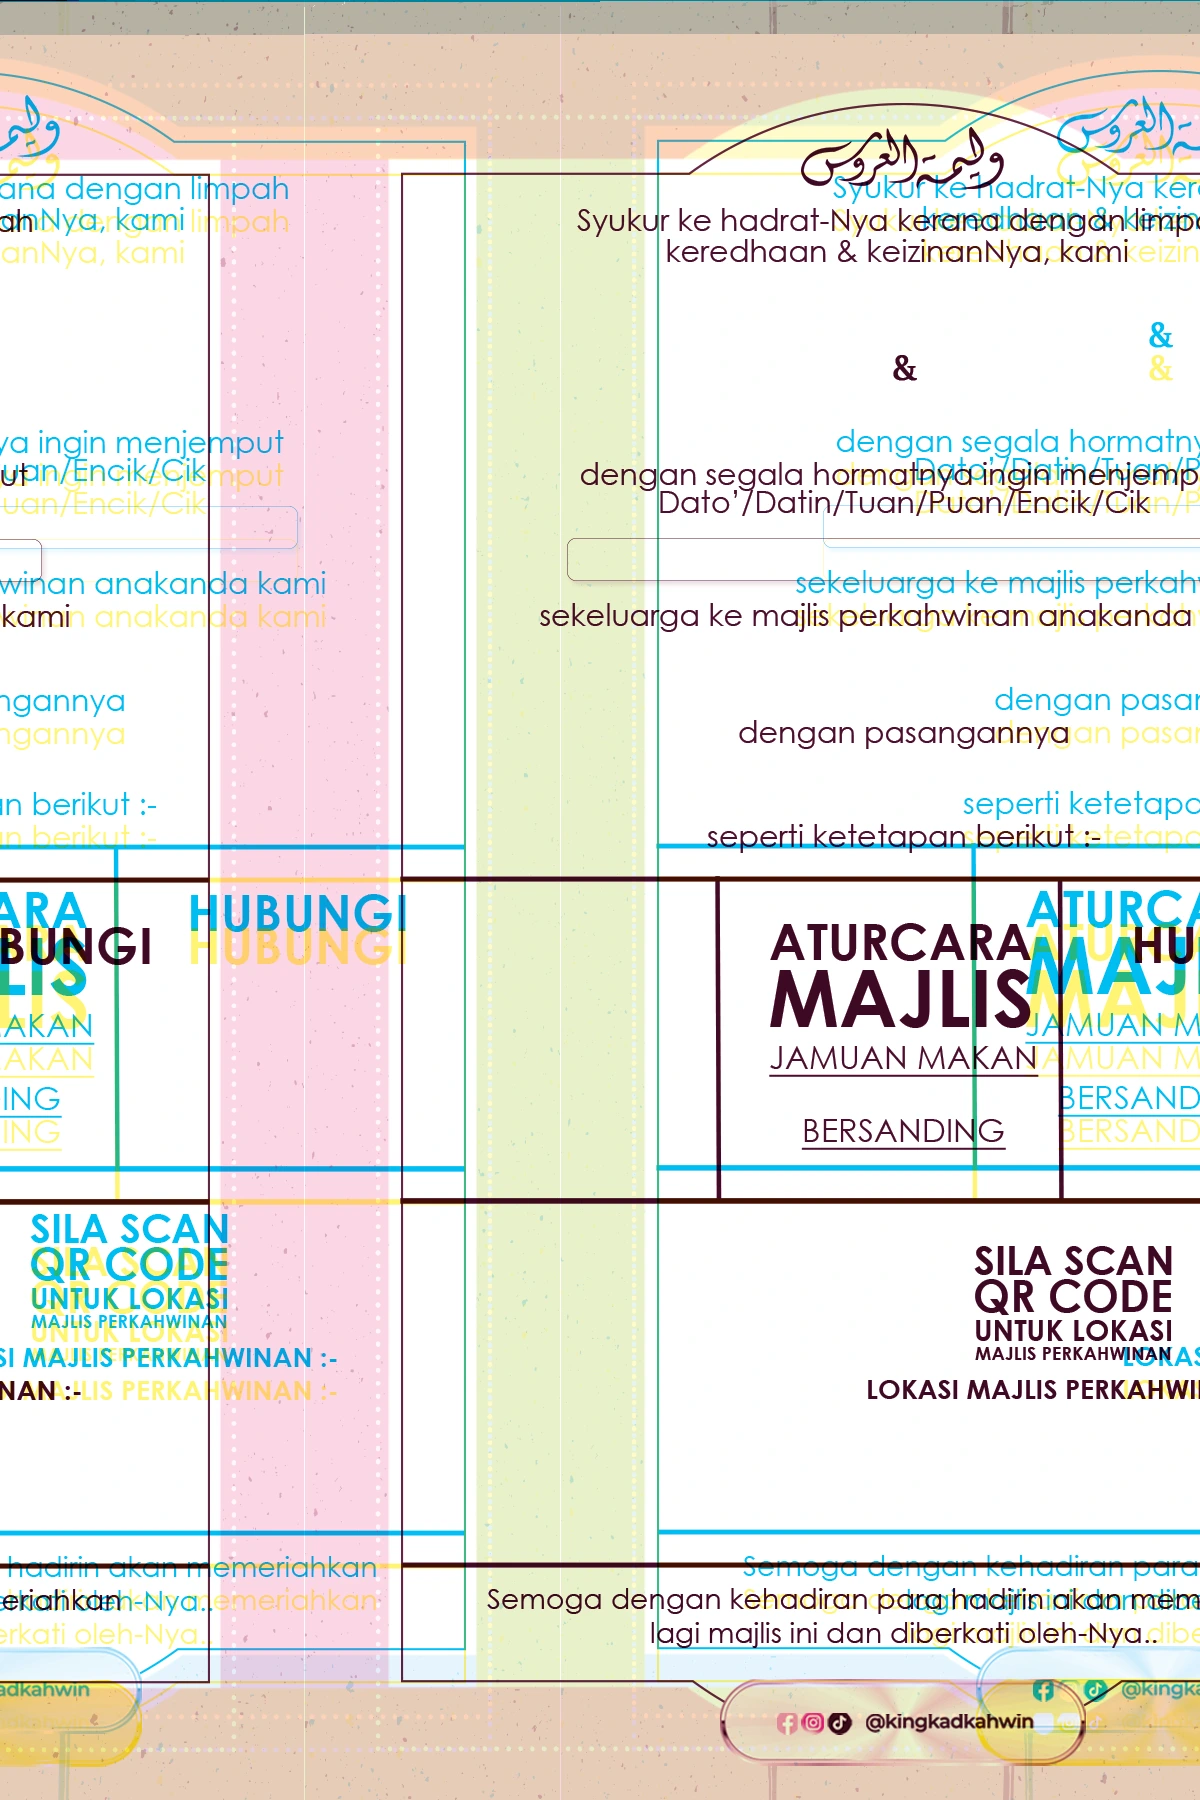 وليمة العروس
Syukur ke hadrat-Nya kerana dengan limpah
keredhaan & keizinanNya, kami
&
dengan segala hormatnya ingin menjemput
Dato'/Datin/Tuan/Puan/Encik/Cik
sekeluarga ke majlis perkahwinan anakanda kami
dengan pasangannya
seperti ketetapan berikut :-
ATURCARA
MAJLIS
JAMUAN MAKAN
BERSANDING
HUBUNGI
SILA SCAN
QR CODE
UNTUK LOKASI
MAJLIS PERKAHWINAN
LOKASI MAJLIS PERKAHWINAN :-
Semoga dengan kehadiran para hadirin akan memeriahkan
lagi majlis ini dan diberkati oleh-Nya..
@kingkadkahwin